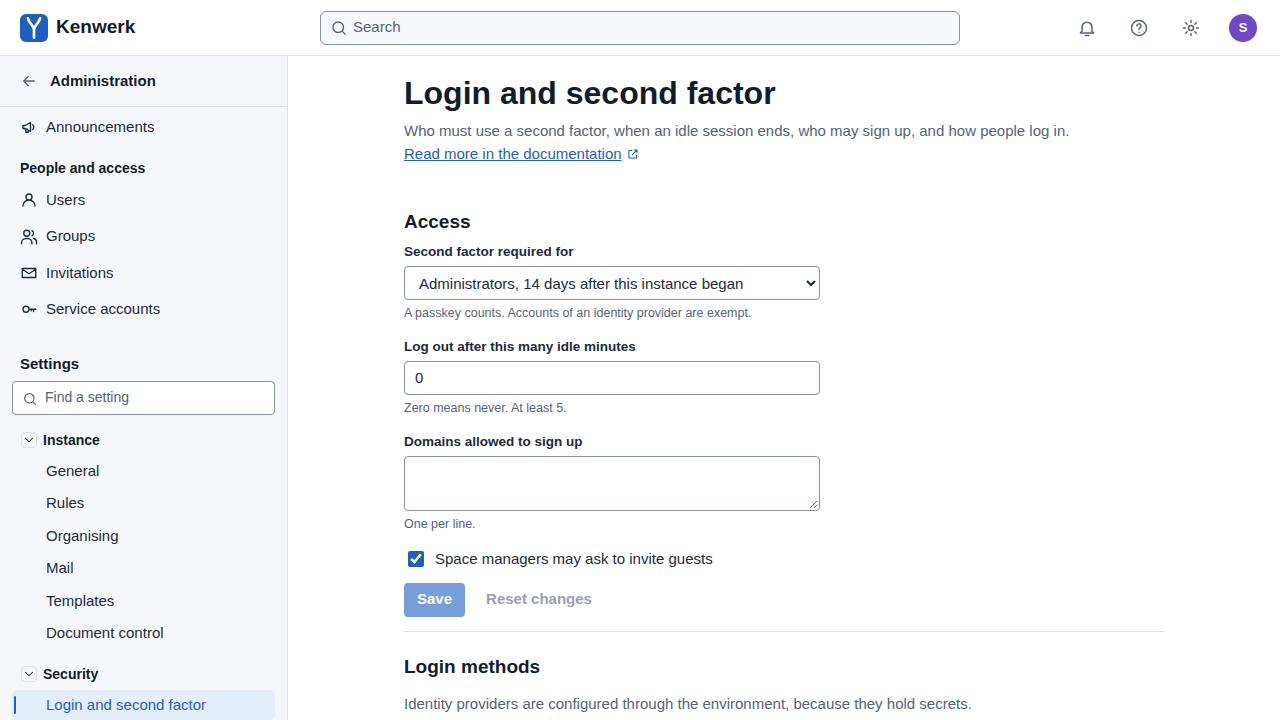 Kenwerk
Search
S
Administration
Announcements
People and access
Users
Groups
Invitations
Service accounts
Settings
Find a setting
Instance
General
Rules
Organising
Mail
Templates
Document control
Security
Login and second factor
Login and second factor
Who must use a second factor, when an idle session ends, who may sign up, and how people log in.
Read more in the documentation
Access
Second factor required for
Administrators, 14 days after this instance began
A passkey counts. Accounts of an identity provider are exempt.
Log out after this many idle minutes
0
Zero means never. At least 5.
Domains allowed to sign up
One per line.
Space managers may ask to invite guests
Save
Reset changes
Login methods
Identity providers are configured through the environment, because they hold secrets.